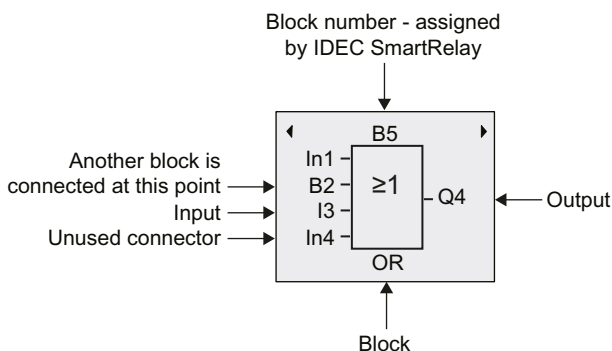 Block number - assigned
by IDEC SmartRelay
B5
In1
B2
I3
In4
≥1
Q4
OR
Another block is
connected at this point
Input
Unused connector
Output
Block